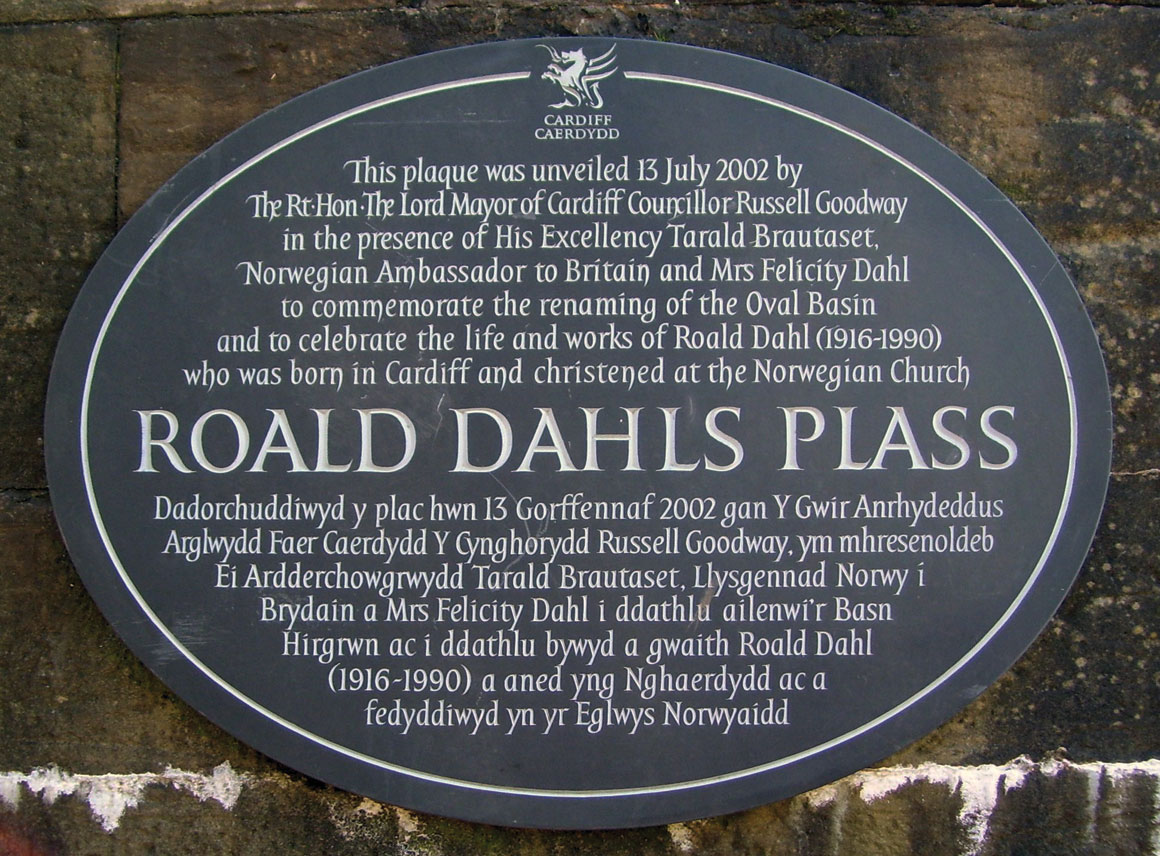 CARDIFF
CAERDYDD
This plaque was unveiled 13 July 2002 by
The Rt·Hon·The Lord Mayor of Cardiff Councillor Russell Goodway
in the presence of His Excellency Tarald Brautaset,
Norwegian Ambassador to Britain and Mrs Felicity Dahl
to commemorate the renaming of the Oval Basin
and to celebrate the life and works of Roald Dahl (1916-1990)
who was born in Cardiff and christened at the Norwegian Church
ROALD DAHLS PLASS
Dadorchuddiwyd y plac hwn 13 Gorffennaf 2002 gan Y Gwir Anrhydeddus
Arglwydd Faer Caerdydd Y Cynghorydd Russell Goodway, ym mhresenoldeb
Ei Ardderchowgrwydd Tarald Brautaset, Llysgennad Norwy i
Brydain a Mrs Felicity Dahl i ddathlu ailenwi'r Basn
Hirgrwn ac i ddathlu bywyd a gwaith Roald Dahl
(1916-1990) a aned yng Nghaerdydd ac a
fedyddiwyd yn yr Eglwys Norwyaidd